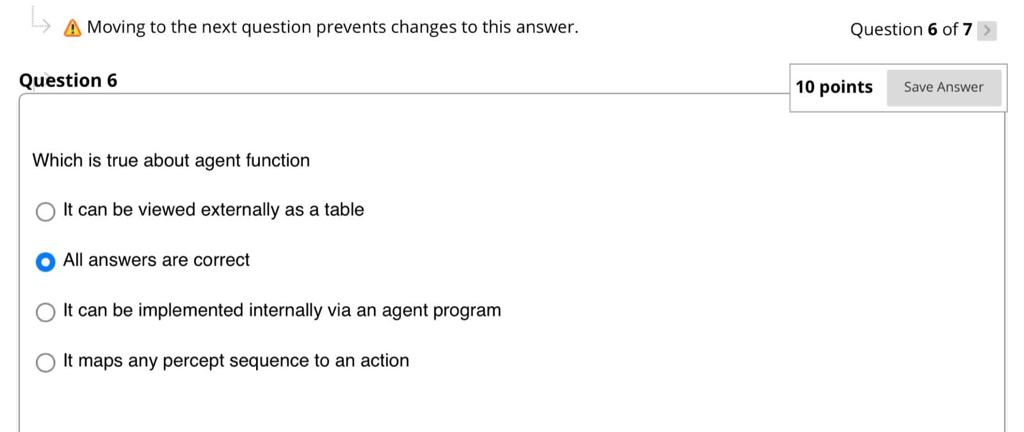 Moving to the next question prevents changes to this answer.
Question 6 of 7
Question 6
10 points
Save Answer
Which is true about agent function
It can be viewed externally as a table
All answers are correct
It can be implemented internally via an agent program
It maps any percept sequence to an action